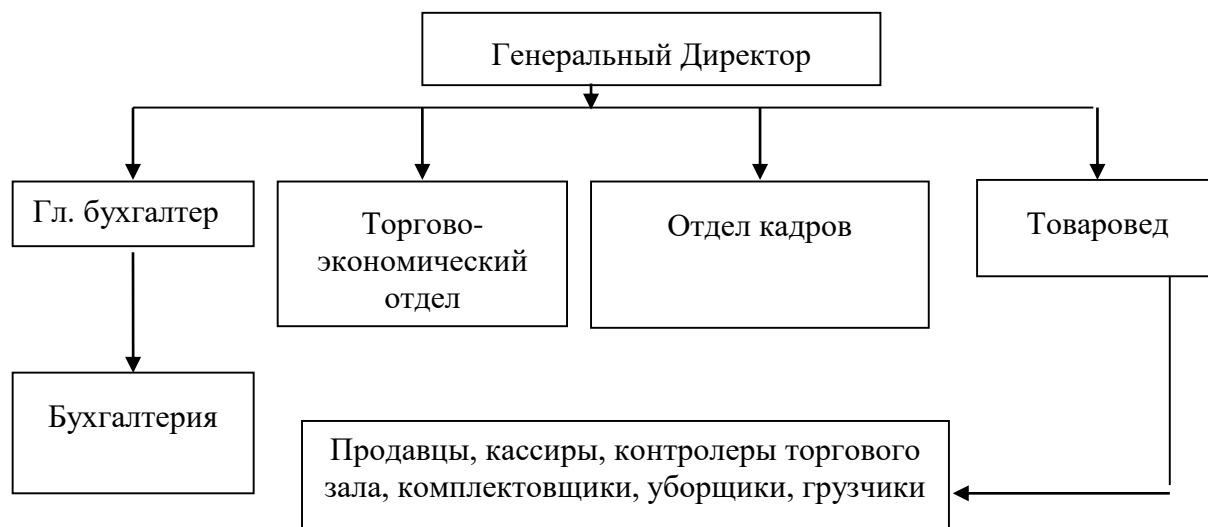 Генеральный Директор
Гл. бухгалтер
Торгово-
экономический
отдел
Отдел кадров
Товаровед
Бухгалтерия
Продавцы, кассиры, контролеры торгового
зала, комплектовщики, уборщики, грузчики